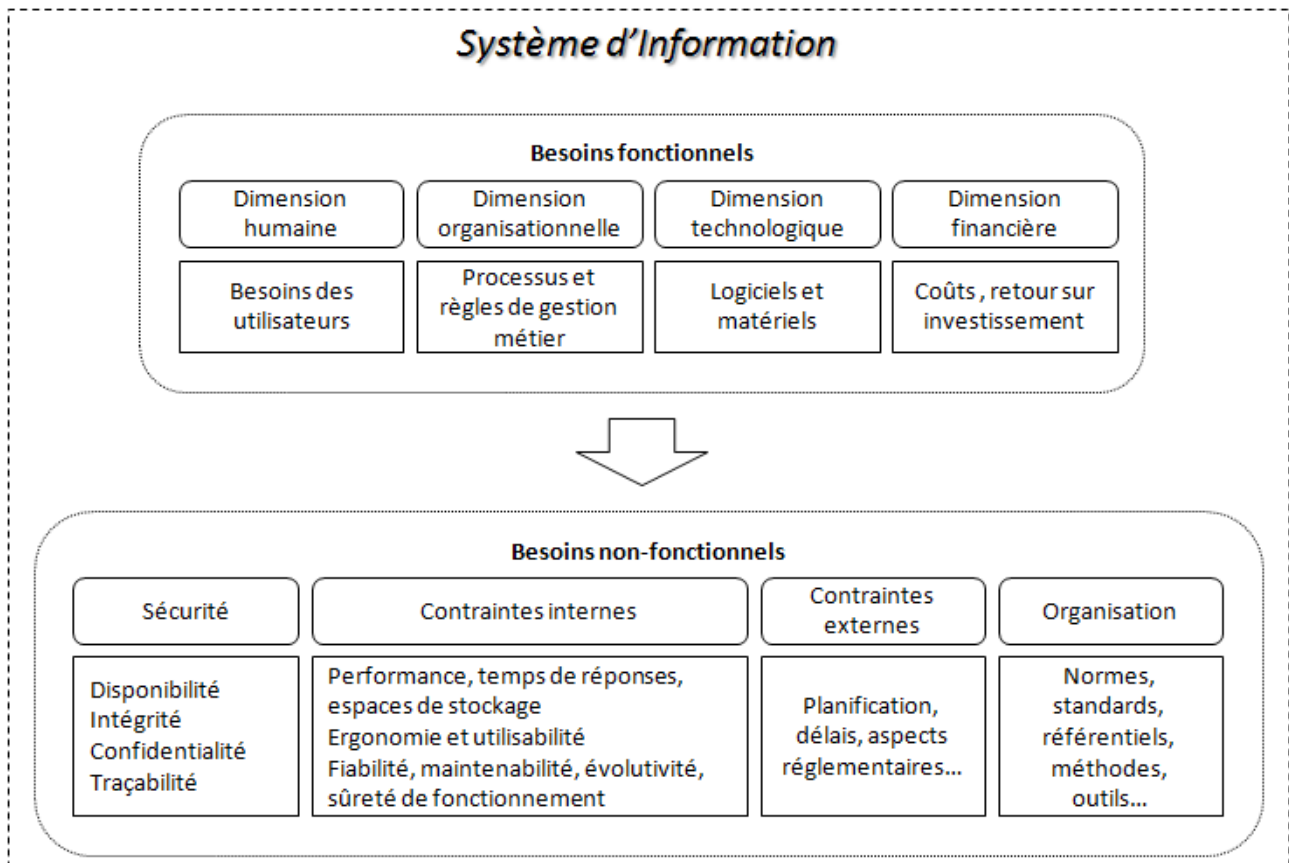 Système d'Information
Besoins fonctionnels
Dimension
humaine
Dimension
organisationnelle
Dimension
technologique
Dimension
financière
Besoins des
utilisateurs
Processus et
règles de gestion
métier
Logiciels et
matériels
Coûts , retour sur
investissement
Besoins non-fonctionnels
Sécurité
Contraintes internes
Contraintes
externes
Organisation
Disponibilité
Intégrité
Confidentialité
Traçabilité
Performance, temps de réponses,
espaces de stockage
Ergonomie et utilisabilité
Fiabilité, maintenabilité, évolutivité,
sûreté de fonctionnement
Planification,
délais, aspects
réglementaires...
Normes,
standards,
référentiels,
méthodes,
outils...